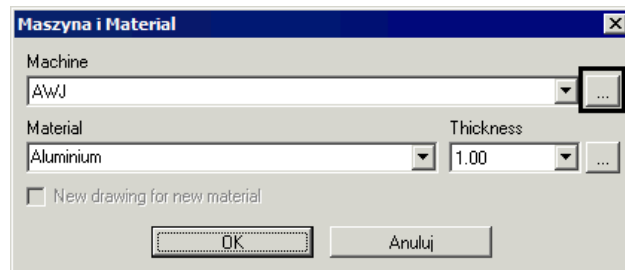 Maszyna i Material
Machine
AWJ ...
Material Thickness
Aluminium 1.00 ...
New drawing for new material
OK Anuluj